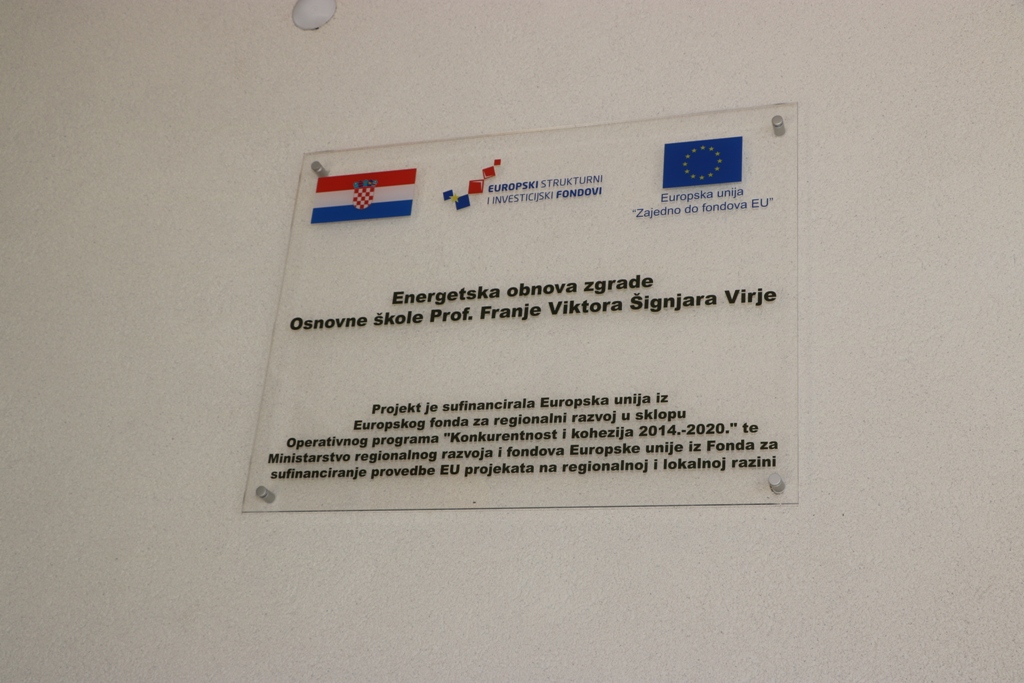 EUROPSKI STRUKTURNI
I INVESTICIJSKI FONDOVI
Europska unija
"Zajedno do fondova EU"
Energetska obnova zgrade
Osnovne škole Prof. Franje Viktora Šignjara Virje
Projekt je sufinancirala Europska unija iz
Europskog fonda za regionalni razvoj u sklopu
Operativnog programa "Konkurentnost i kohezija 2014.-2020." te
Ministarstvo regionalnog razvoja i fondova Europske unije iz Fonda za
sufinanciranje provedbe EU projekata na regionalnoj i lokalnoj razini